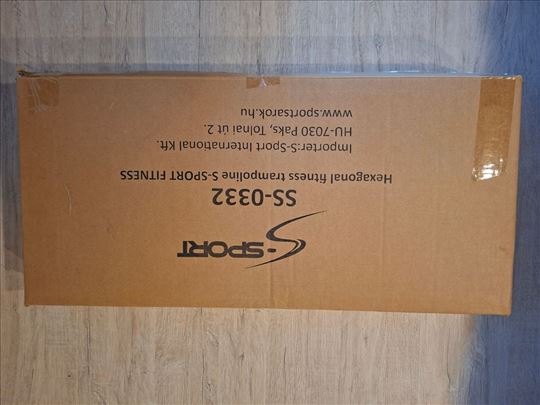 S-SPORT
SS-0332
Hexagonal fitness trampoline S-SPORT FITNESS
Importer:S-Sport International Kft.
HU-7030 Paks, Tolnai út 2.
www.sportsarok.hu